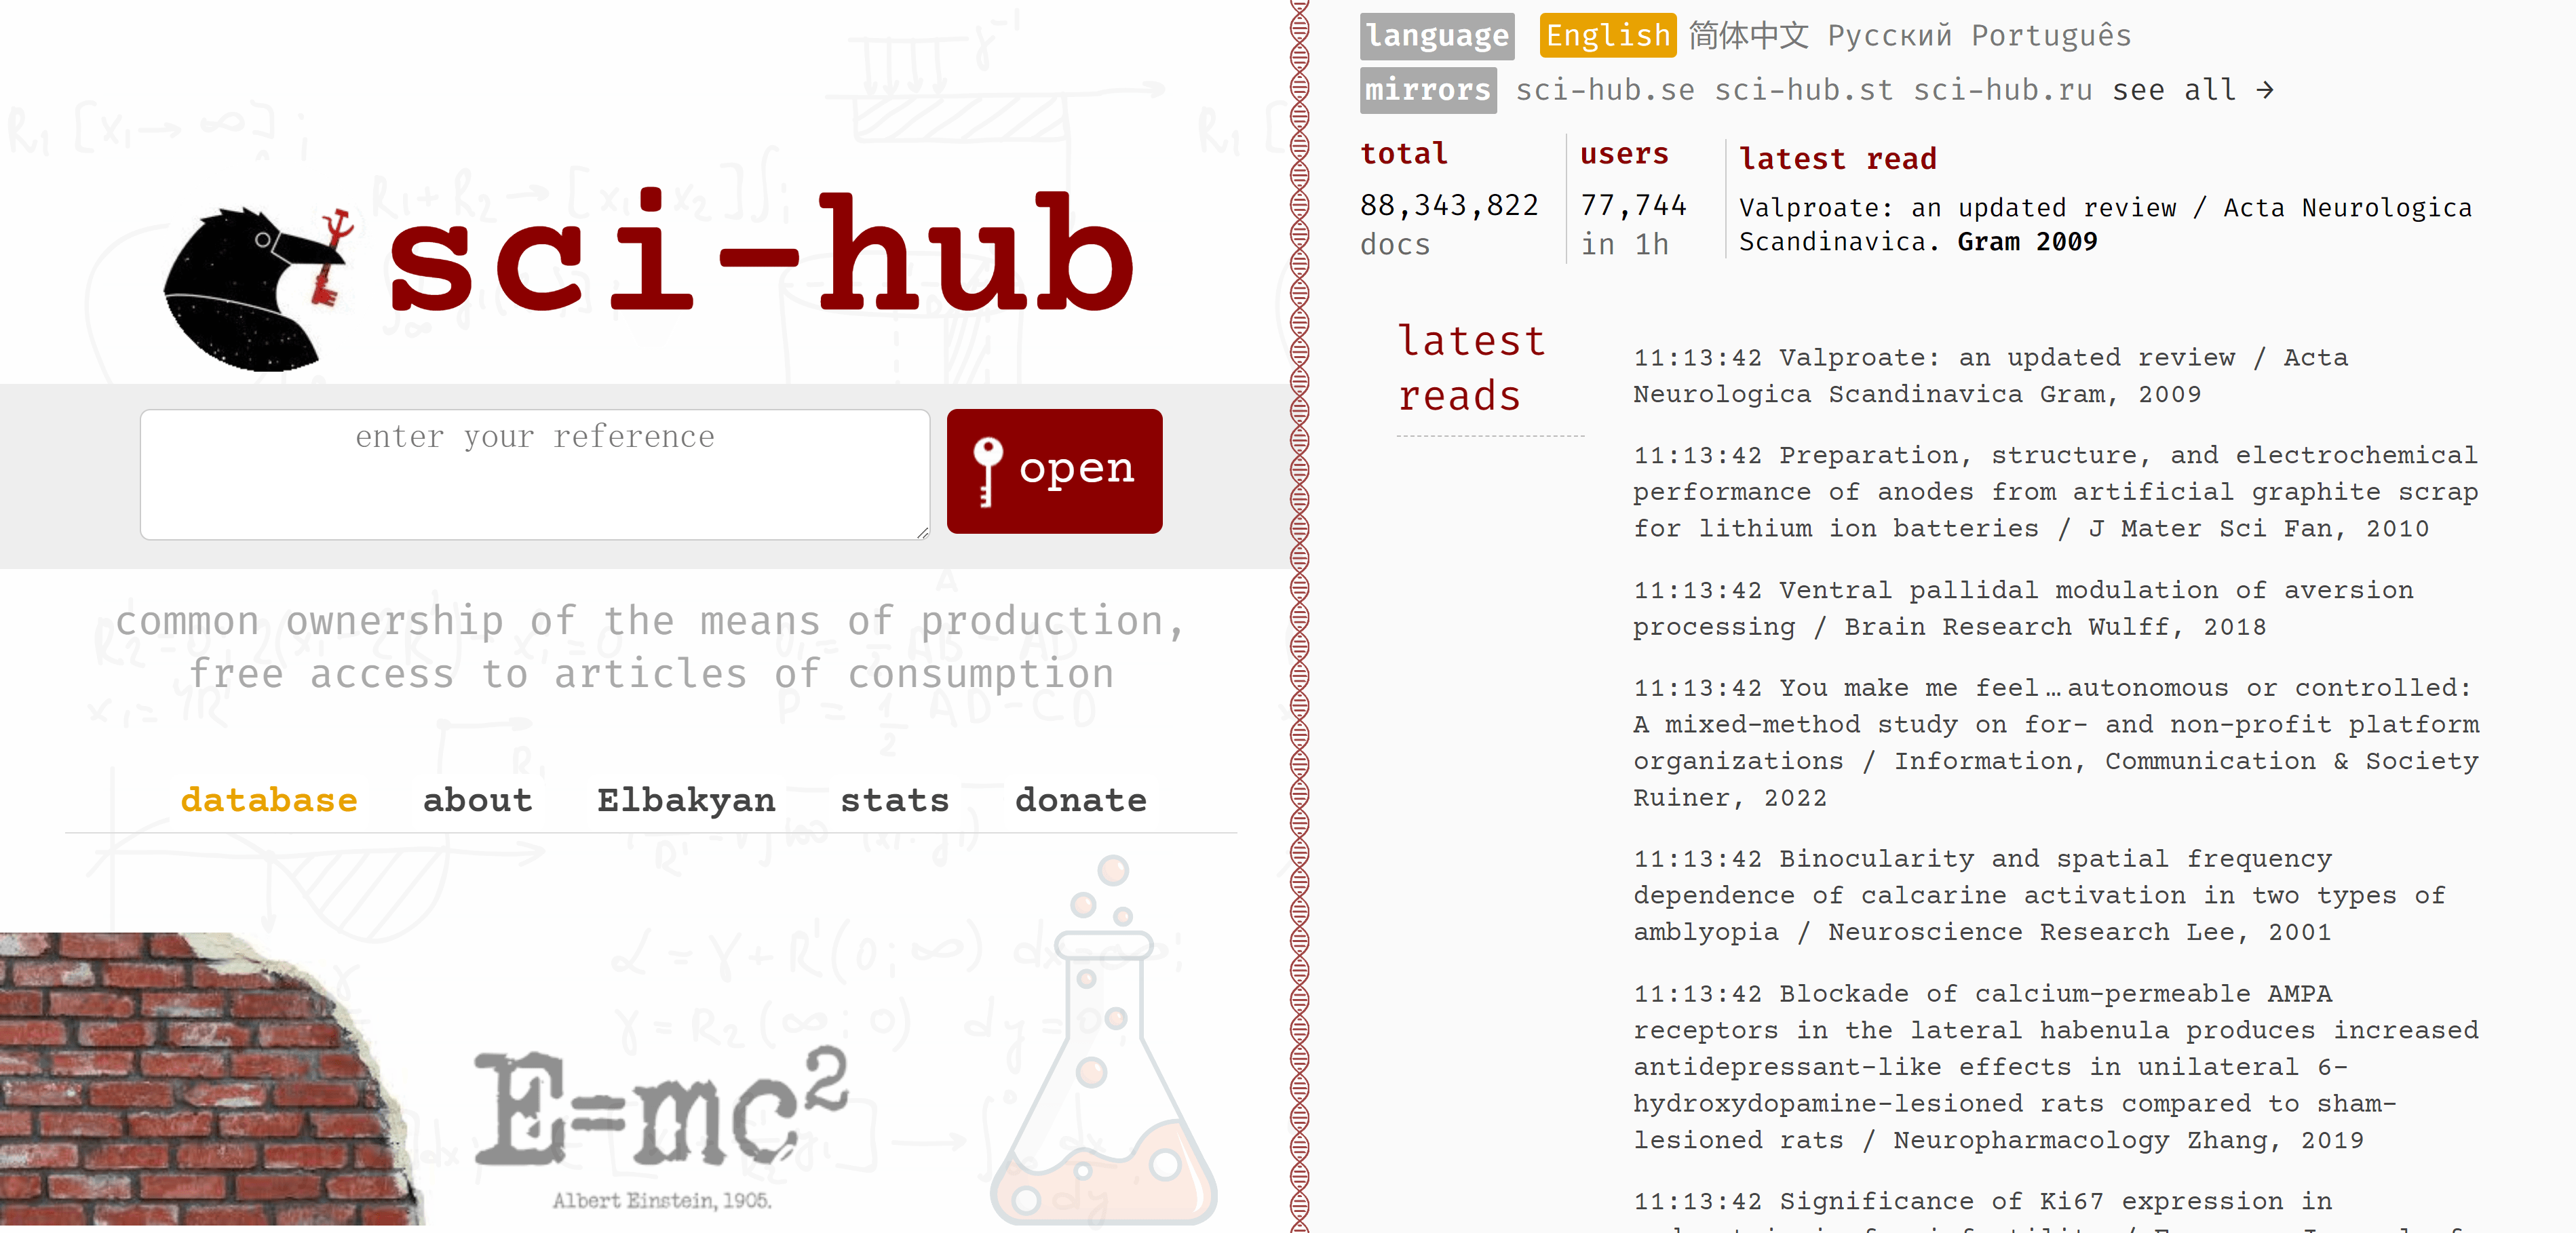 sci-hub
enter your reference
open
common ownership of the means of production,
free access to articles of consumption
database about Elbakyan stats donate
E=mc²
Albert Einstein, 1905.
language English 简体中文 Русский Português
mirrors sci-hub.se sci-hub.st sci-hub.ru see all →
total
88,343,822
docs
users
77,744
in 1h
latest read
Valproate: an updated review / Acta Neurologica
Scandinavica. Gram 2009
latest
reads
11:13:42 Valproate: an updated review / Acta
Neurologica Scandinavica Gram, 2009
11:13:42 Preparation, structure, and electrochemical
performance of anodes from artificial graphite scrap
for lithium ion batteries / J Mater Sci Fan, 2010
11:13:42 Ventral pallidal modulation of aversion
processing / Brain Research Wulff, 2018
11:13:42 You make me feel…autonomous or controlled:
A mixed-method study on for- and non-profit platform
organizations / Information, Communication & Society
Ruiner, 2022
11:13:42 Binocularity and spatial frequency
dependence of calcarine activation in two types of
amblyopia / Neuroscience Research Lee, 2001
11:13:42 Blockade of calcium-permeable AMPA
receptors in the lateral habenula produces increased
antidepressant-like effects in unilateral 6-
hydroxydopamine-lesioned rats compared to sham-
lesioned rats / Neuropharmacology Zhang, 2019
11:13:42 Significance of Ki67 expression in